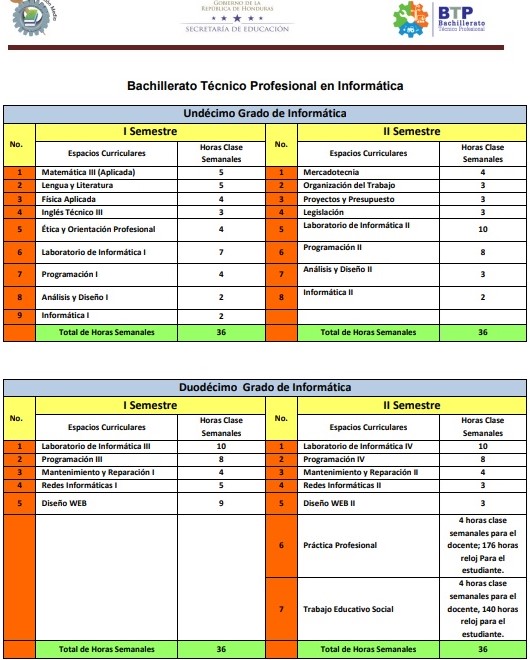 GOBIERNO DE LA
REPÚBLICA DE HONDURAS
SECRETARÍA DE EDUCACIÓN
BTP
Bachillerato
Técnico Profesional
Bachillerato Técnico Profesional en Informática
Undécimo Grado de Informática
No. I Semestre No. II Semestre
Espacios Curriculares Horas Clase Semanales Espacios Curriculares Horas Clase Semanales
1 Matemática III (Aplicada) 5 1 Mercadotecnia 4
2 Lengua y Literatura 5 2 Organización del Trabajo 3
3 Física Aplicada 4 3 Proyectos y Presupuesto 3
4 Inglés Técnico III 3 4 Legislación 3
5 Ética y Orientación Profesional 4 5 Laboratorio de Informática II 10
6 Laboratorio de Informática I 7 6 Programación II 8
7 Programación I 4 7 Análisis y Diseño II 3
8 Análisis y Diseño I 2 8 Informática II 2
9 Informática I 2
Total de Horas Semanales 36 Total de Horas Semanales 36
Duodécimo Grado de Informática
No. I Semestre No. II Semestre
Espacios Curriculares Horas Clase Semanales Espacios Curriculares Horas Clase Semanales
1 Laboratorio de Informática III 10 1 Laboratorio de Informática IV 10
2 Programación III 8 2 Programación IV 8
3 Mantenimiento y Reparación I 4 3 Mantenimiento y Reparación II 4
4 Redes Informáticas I 5 4 Redes Informáticas II 3
5 Diseño WEB 9 5 Diseño WEB II 3
6 Práctica Profesional 4 horas clase
semanales para el
docente; 176 horas
reloj Para el
estudiante.
7 Trabajo Educativo Social 4 horas clase
semanales para el
docente, 140 horas
reloj para el
estudiante.
Total de Horas Semanales 36 Total de Horas Semanales 36